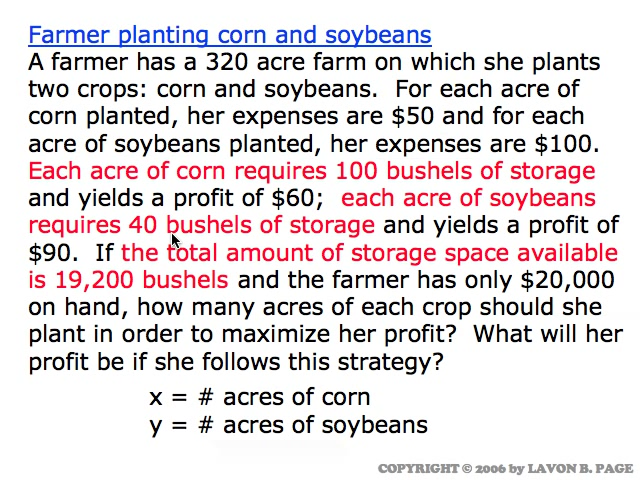 Farmer planting corn and soybeans
A farmer has a 320 acre farm on which she plants
two crops: corn and soybeans.  For each acre of
corn planted, her expenses are $50 and for each
acre of soybeans planted, her expenses are $100.
Each acre of corn requires 100 bushels of storage
and yields a profit of $60;  each acre of soybeans
requires 40 bushels of storage and yields a profit of
$90.  If the total amount of storage space available
is 19,200 bushels and the farmer has only $20,000
on hand, how many acres of each crop should she
plant in order to maximize her profit?  What will her
profit be if she follows this strategy?
x = # acres of corn
y = # acres of soybeans
COPYRIGHT © 2006 by LAVON B. PAGE